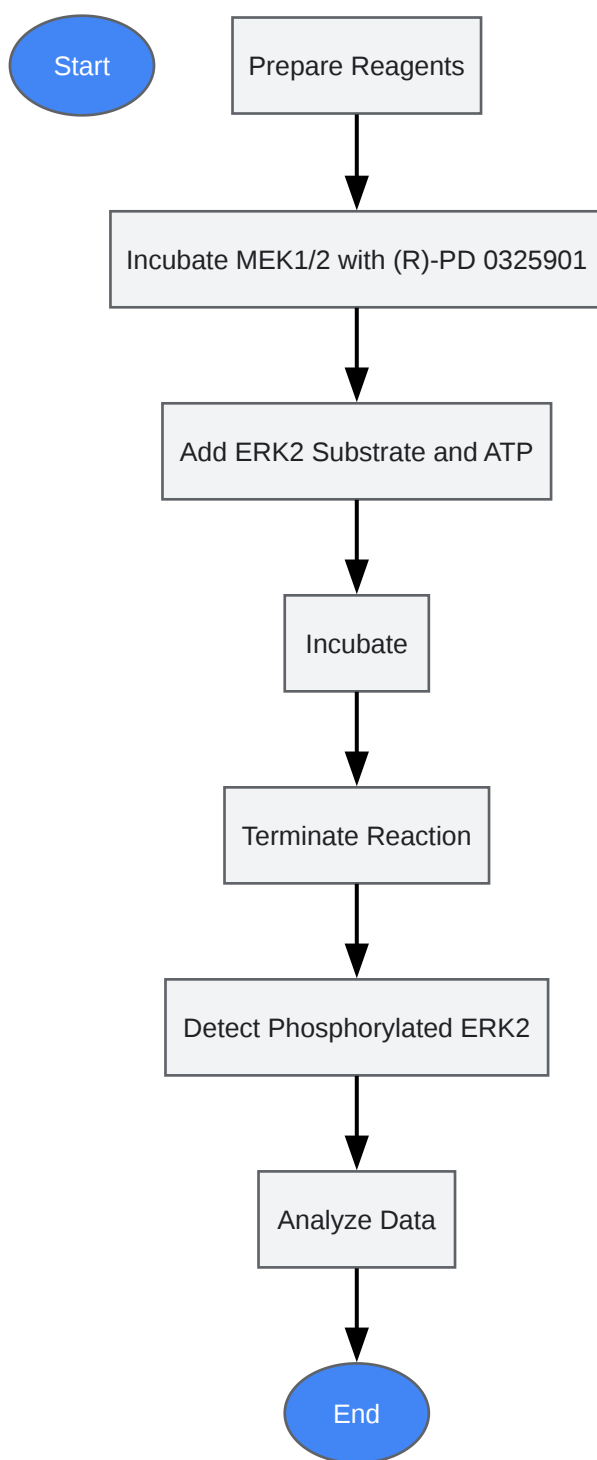 Start
Prepare Reagents
Incubate MEK1/2 with (R)-PD 0325901
Add ERK2 Substrate and ATP
Incubate
Terminate Reaction
Detect Phosphorylated ERK2
Analyze Data
End